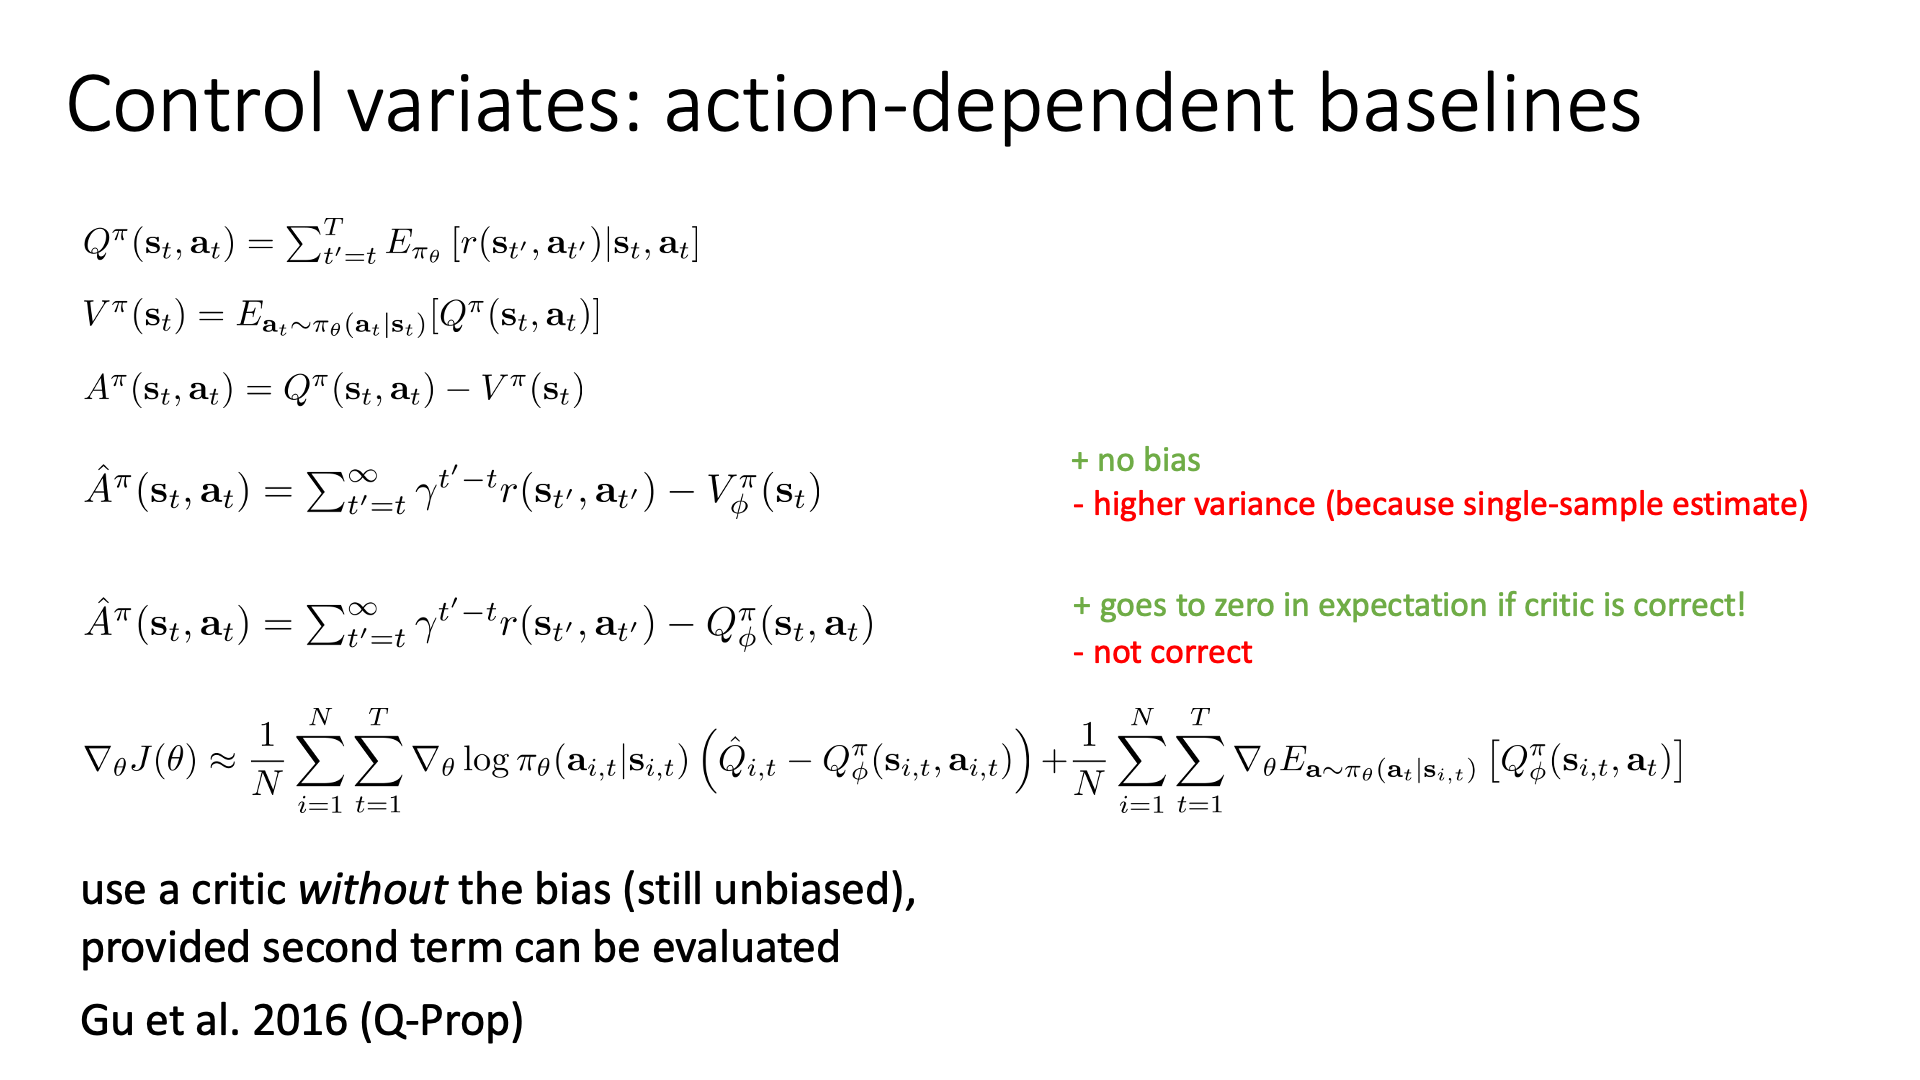 Control variates: action-dependent baselines
$Q^\pi(\mathbf{s}_t, \mathbf{a}_t) = \sum_{t'=t}^{T} E_{\pi_\theta}\left[r(\mathbf{s}_{t'}, \mathbf{a}_{t'})|\mathbf{s}_t, \mathbf{a}_t\right]$
$V^\pi(\mathbf{s}_t) = E_{\mathbf{a}_t \sim \pi_\theta(\mathbf{a}_t|\mathbf{s}_t)}[Q^\pi(\mathbf{s}_t, \mathbf{a}_t)]$
$A^\pi(\mathbf{s}_t, \mathbf{a}_t) = Q^\pi(\mathbf{s}_t, \mathbf{a}_t) - V^\pi(\mathbf{s}_t)$
$\hat{A}^\pi(\mathbf{s}_t, \mathbf{a}_t) = \sum_{t'=t}^{\infty} \gamma^{t'-t} r(\mathbf{s}_{t'}, \mathbf{a}_{t'}) - V_\phi^\pi(\mathbf{s}_t)$
+ no bias
- higher variance (because single-sample estimate)
$\hat{A}^\pi(\mathbf{s}_t, \mathbf{a}_t) = \sum_{t'=t}^{\infty} \gamma^{t'-t} r(\mathbf{s}_{t'}, \mathbf{a}_{t'}) - Q_\phi^\pi(\mathbf{s}_t, \mathbf{a}_t)$
+ goes to zero in expectation if critic is correct!
- not correct
$\nabla_\theta J(\theta) \approx \frac{1}{N} \sum_{i=1}^{N} \sum_{t=1}^{T} \nabla_\theta \log \pi_\theta(\mathbf{a}_{i,t}|\mathbf{s}_{i,t}) \left(\hat{Q}_{i,t} - Q_\phi^\pi(\mathbf{s}_{i,t}, \mathbf{a}_{i,t})\right) + \frac{1}{N} \sum_{i=1}^{N} \sum_{t=1}^{T} \nabla_\theta E_{\mathbf{a} \sim \pi_\theta(\mathbf{a}_t|\mathbf{s}_{i,t})}\left[Q_\phi^\pi(\mathbf{s}_{i,t}, \mathbf{a}_t)\right]$
use a critic without the bias (still unbiased),
provided second term can be evaluated
Gu et al. 2016 (Q-Prop)